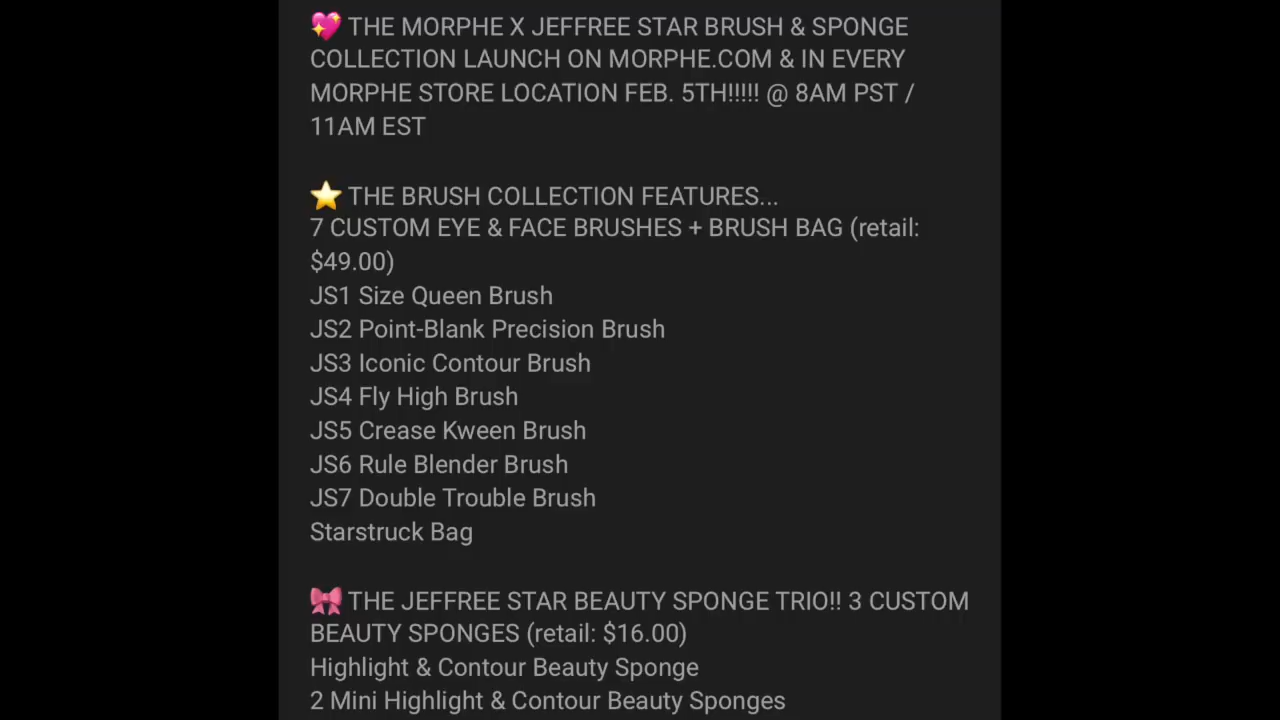 💖 THE MORPHE X JEFFREE STAR BRUSH & SPONGE
COLLECTION LAUNCH ON MORPHE.COM & IN EVERY
MORPHE STORE LOCATION FEB. 5TH!!!!! @ 8AM PST /
11AM EST
⭐ THE BRUSH COLLECTION FEATURES...
7 CUSTOM EYE & FACE BRUSHES + BRUSH BAG (retail:
$49.00)
JS1 Size Queen Brush
JS2 Point-Blank Precision Brush
JS3 Iconic Contour Brush
JS4 Fly High Brush
JS5 Crease Kween Brush
JS6 Rule Blender Brush
JS7 Double Trouble Brush
Starstruck Bag
🎀 THE JEFFREE STAR BEAUTY SPONGE TRIO!! 3 CUSTOM
BEAUTY SPONGES (retail: $16.00)
Highlight & Contour Beauty Sponge
2 Mini Highlight & Contour Beauty Sponges